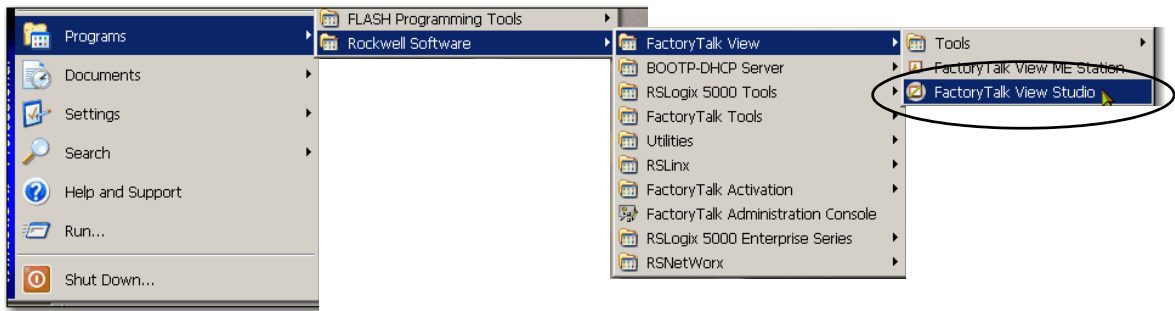 Programs
Documents
Settings
Search
Help and Support
Run...
Shut Down...
FLASH Programming Tools
Rockwell Software
FactoryTalk View
BOOTP-DHCP Server
RSLogix 5000 Tools
FactoryTalk Tools
Utilities
RSLinx
FactoryTalk Activation
FactoryTalk Administration Console
RSLogix 5000 Enterprise Series
RSNetWorx
Tools
FactoryTalk View ME Station
FactoryTalk View Studio